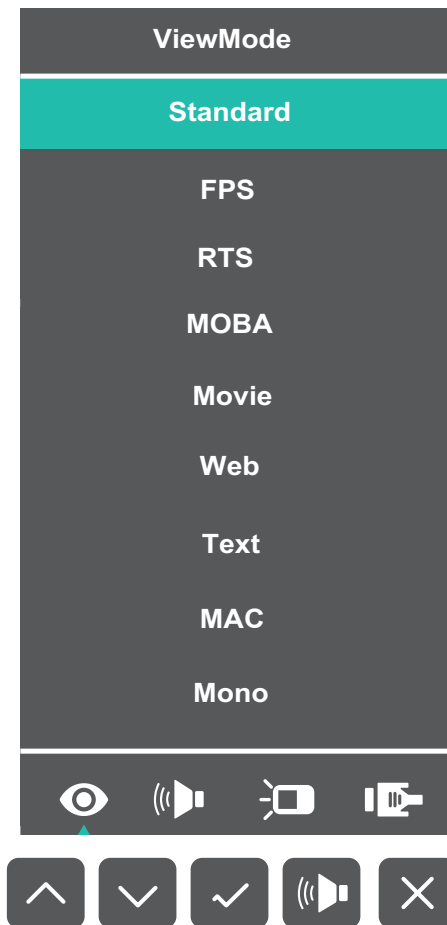 ViewMode
Standard
FPS
RTS
MOBA
Movie
Web
Text
MAC
Mono